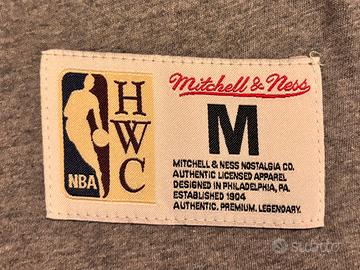 Mitchell & Ness
H
W
C
NBA
M
MITCHELL & NESS NOSTALGIA CO.
AUTHENTIC LICENSED APPAREL
DESIGNED IN PHILADELPHIA, PA.
ESTABLISHED 1904
AUTHENTIC. PREMIUM. LEGENDARY.
subito